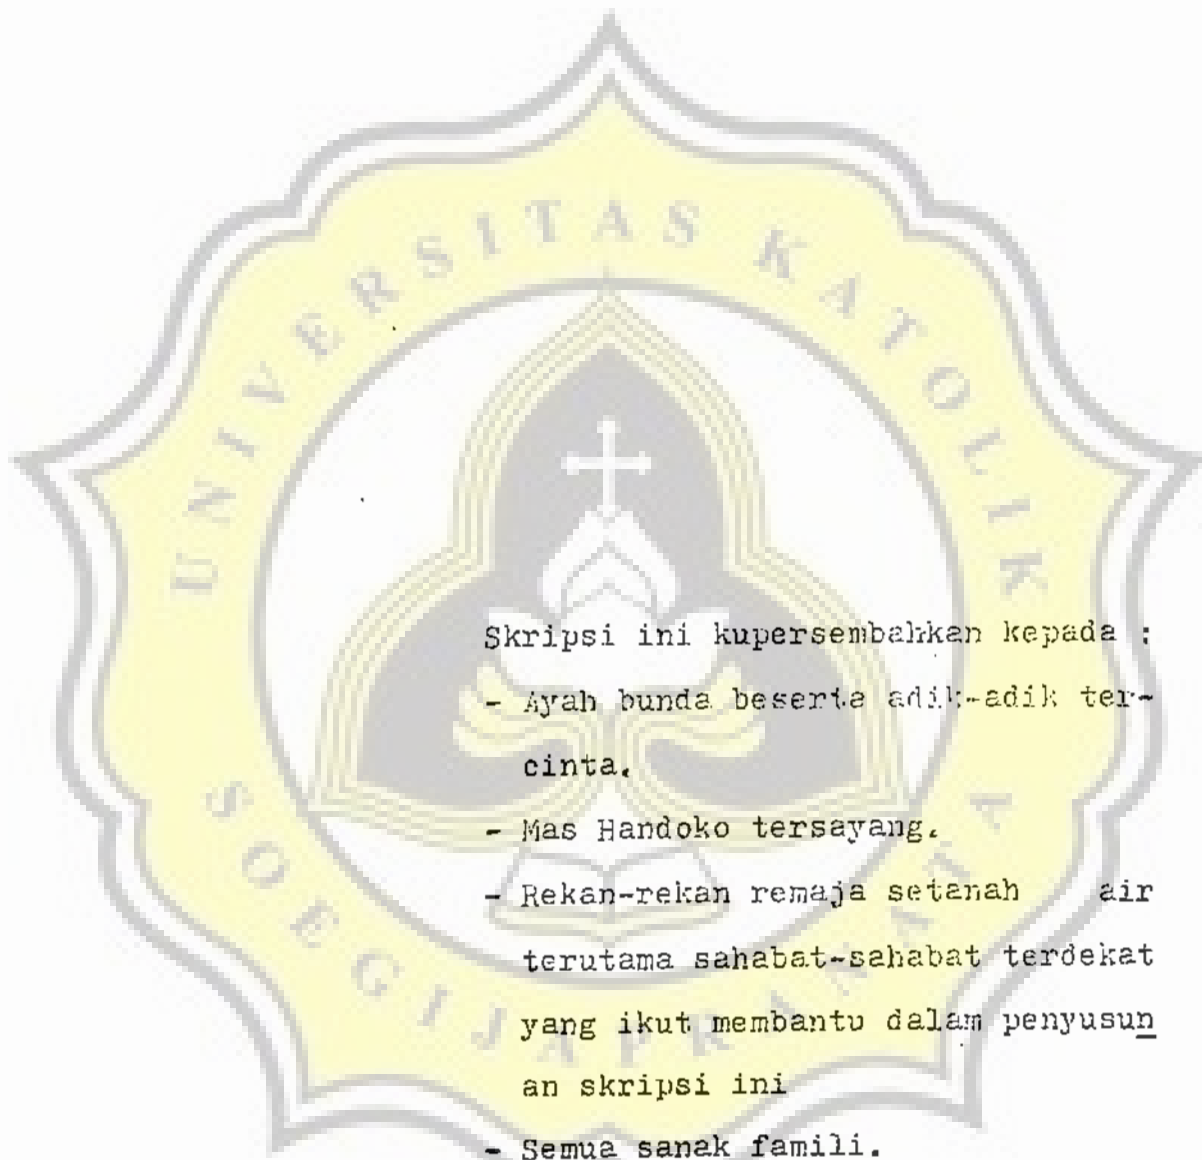 UNIVERSITAS KATOLIK
SOEGIJAPRANATA
Skripsi ini kupersembahkan kepada :
- Ayah bunda beserta adik-adik ter-
cinta.
- Mas Handoko tersayang.
- Rekan-rekan remaja setanah air
terutama sahabat-sahabat terdekat
yang ikut membantu dalam penyusun
an skripsi ini
- Semua sanak famili.